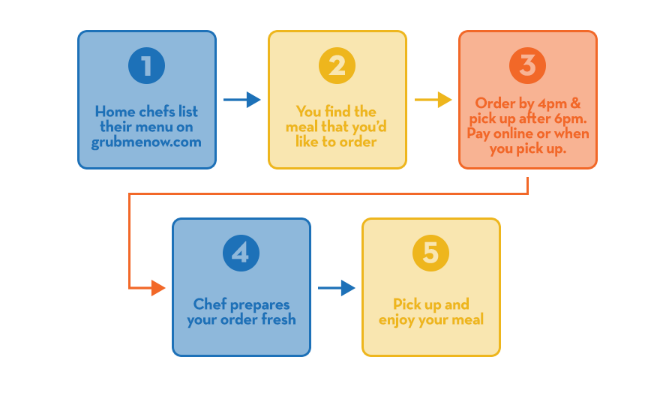 1
Home chefs list
their menu on
grubmenow.com
2
You find the
meal that you'd
like to order
3
Order by 4pm &
pick up after 6pm.
Pay online or when
you pick up.
4
Chef prepares
your order fresh
5
Pick up and
enjoy your meal